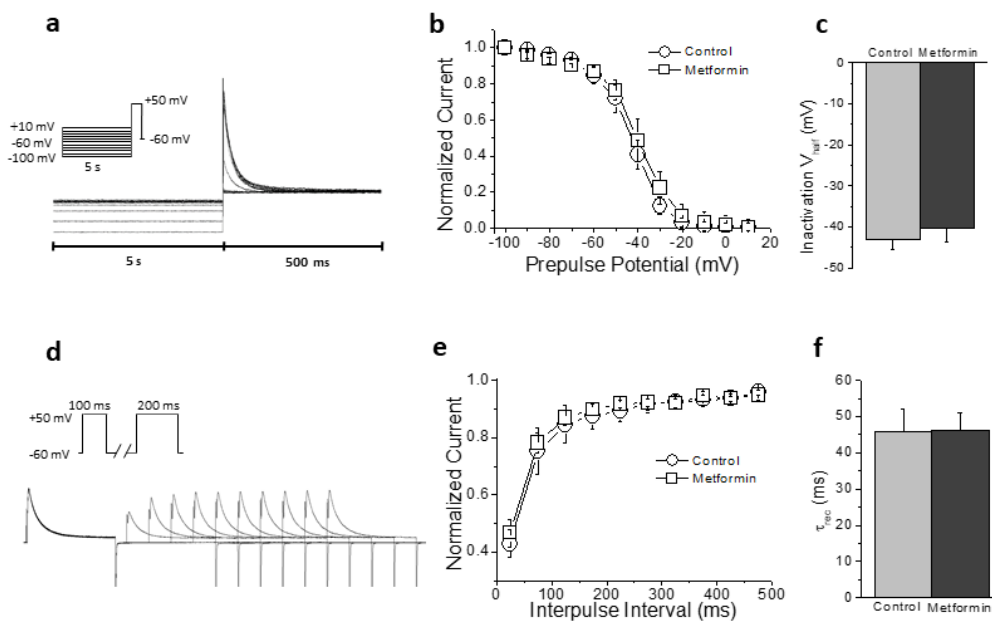 a
+50 mV
+10 mV
-60 mV
-100 mV
-60 mV
5 s
5 s
500 ms
b
Normalized Current
1.0
0.8
0.6
0.4
0.2
0.0
Control
Metformin
-100 -80 -60 -40 -20 0 20
Prepulse Potential (mV)
c
Control Metformin
Inactivation Vhalf (mV)
0
-10
-20
-30
-40
-50
d
100 ms 200 ms
+50 mV
-60 mV
e
Normalized Current
1.0
0.8
0.6
0.4
Control
Metformin
0 100 200 300 400 500
Interpulse Interval (ms)
f
τrec (ms)
60
50
40
30
20
10
0
Control Metformin